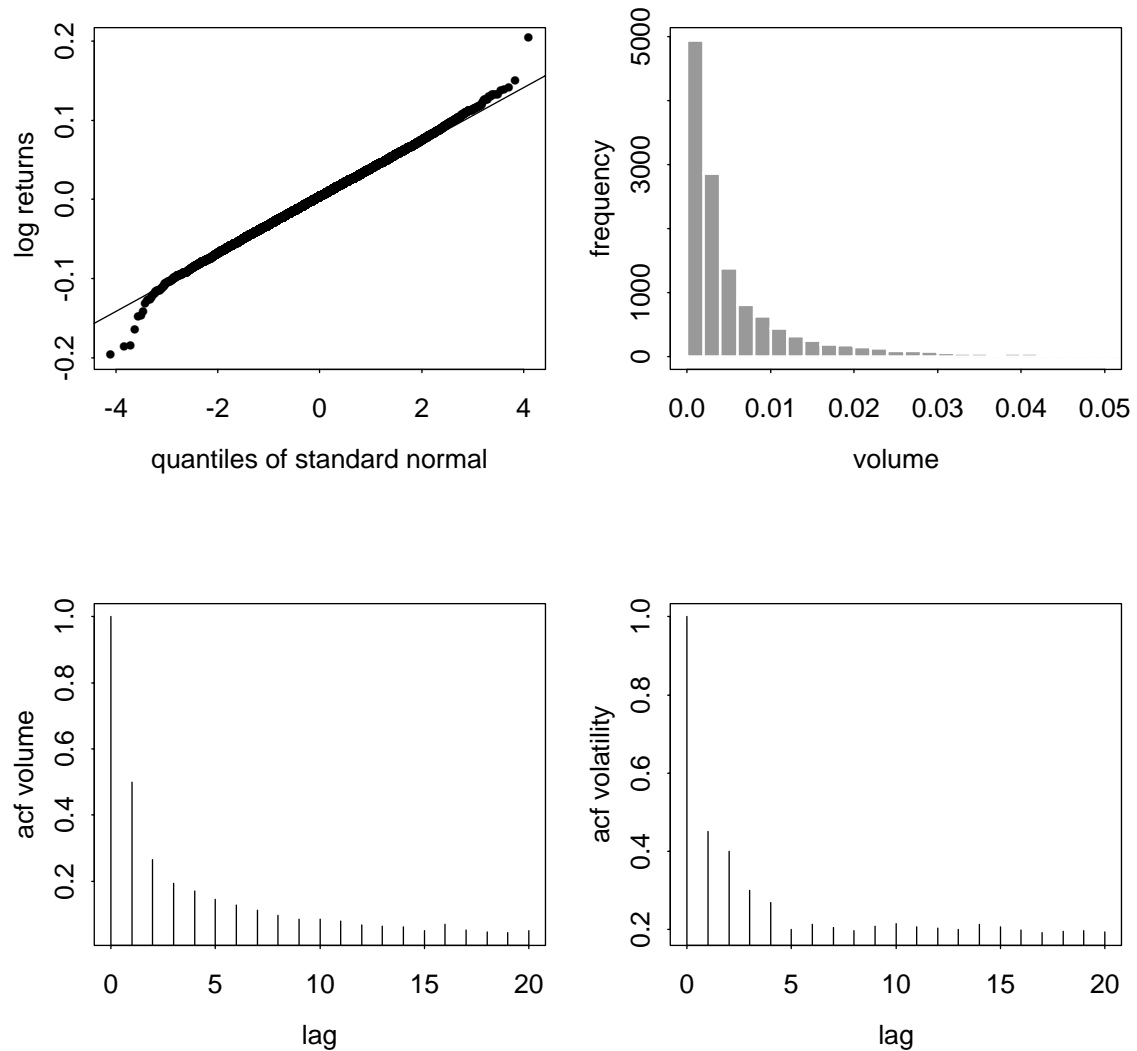 log returns
0.2
0.1
0.0
-0.1
-0.2
-4 -2 0 2 4
quantiles of standard normal
frequency
5000
3000
1000
0
0.0 0.01 0.02 0.03 0.04 0.05
volume
acf volume
1.0
0.8
0.6
0.4
0.2
0 5 10 15 20
lag
acf volatility
1.0
0.8
0.6
0.4
0.2
0 5 10 15 20
lag